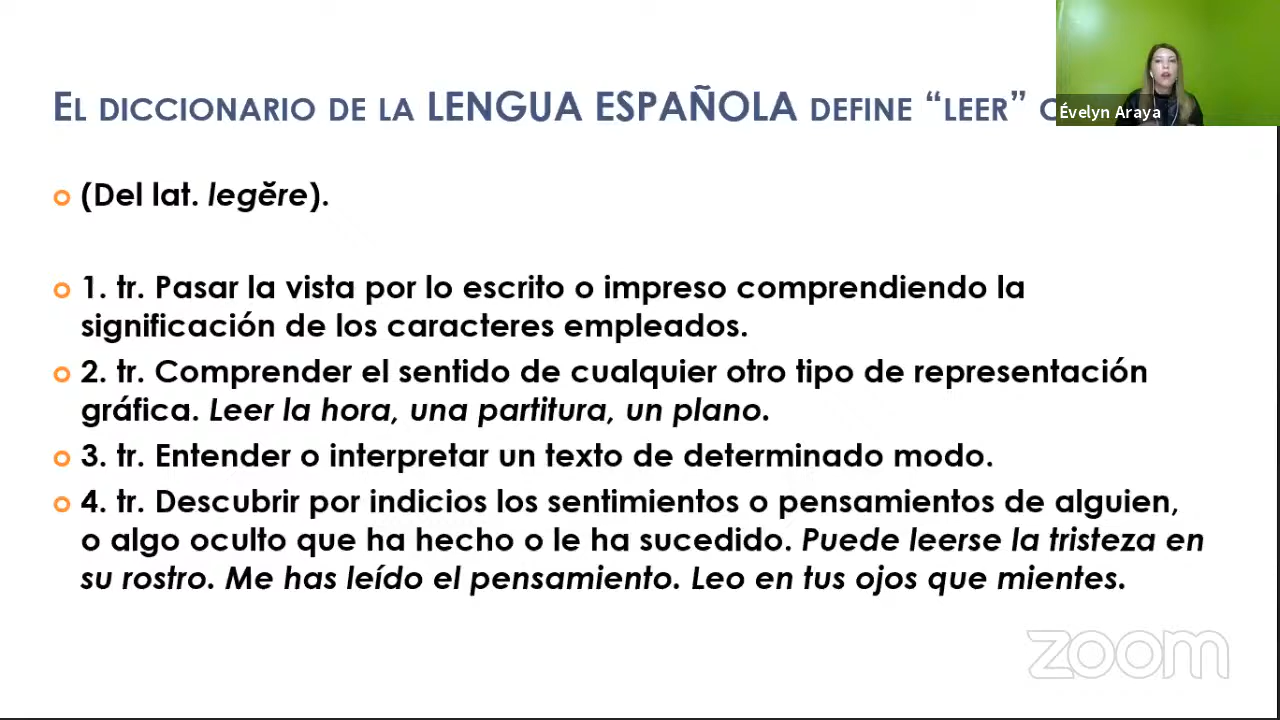 EL DICCIONARIO DE LA LENGUA ESPAÑOLA DEFINE “LEER”
Évelyn Araya
(Del lat. legĕre).
1. tr. Pasar la vista por lo escrito o impreso comprendiendo la
significación de los caracteres empleados.
2. tr. Comprender el sentido de cualquier otro tipo de representación
gráfica. Leer la hora, una partitura, un plano.
3. tr. Entender o interpretar un texto de determinado modo.
4. tr. Descubrir por indicios los sentimientos o pensamientos de alguien,
o algo oculto que ha hecho o le ha sucedido. Puede leerse la tristeza en
su rostro. Me has leído el pensamiento. Leo en tus ojos que mientes.
zoom